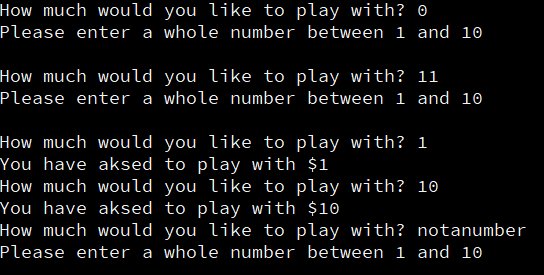 How much would you like to play with? 0
Please enter a whole number between 1 and 10
How much would you like to play with? 11
Please enter a whole number between 1 and 10
How much would you like to play with? 1
You have aksed to play with $1
How much would you like to play with? 10
You have aksed to play with $10
How much would you like to play with? notanumber
Please enter a whole number between 1 and 10